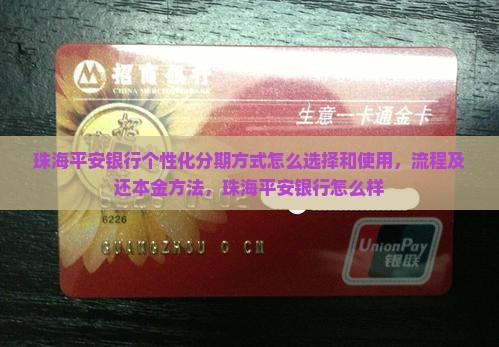 招商银行
CHINA MERCHANTS BANK
生意一卡通金卡
珠海平安银行个性化分期方式怎么选择和使用，流程及
还本金方法，珠海平安银行怎么样
6226
GUANGZHOU O CM
UnionPay
银联